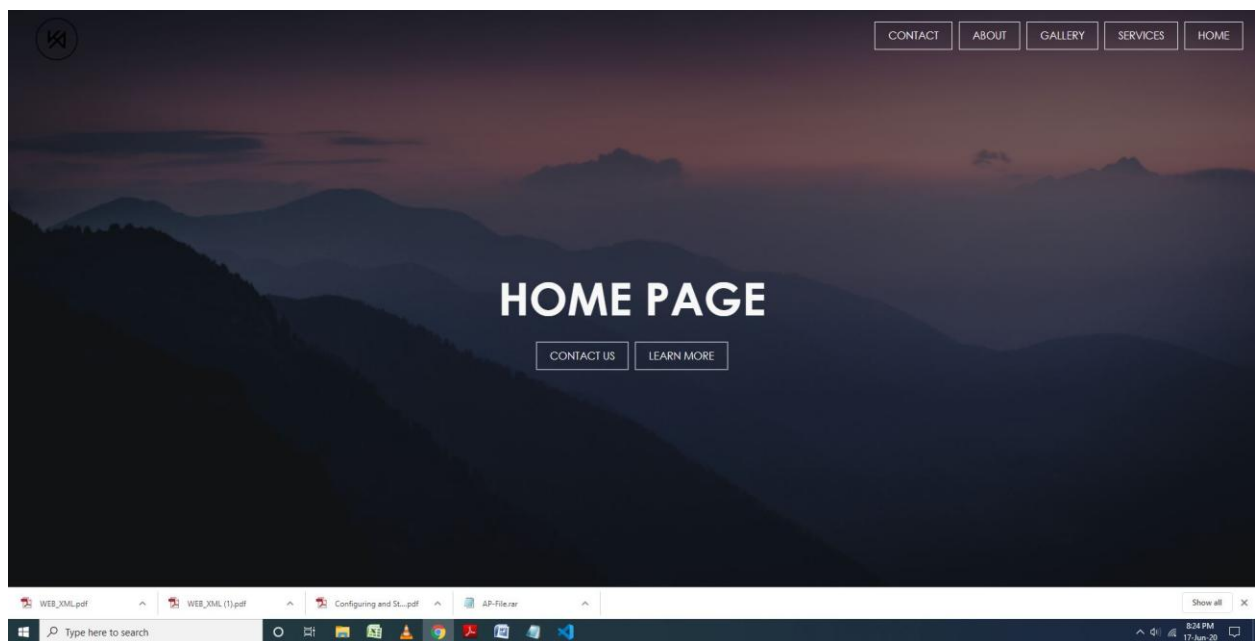 CONTACT ABOUT GALLERY SERVICES HOME
HOME PAGE
CONTACT US LEARN MORE
WEB_XML.pdf WEB_XML (1).pdf Configuring and St....pdf AP-File.rar Show all
Type here to search 8:24 PM
17-Jun-20